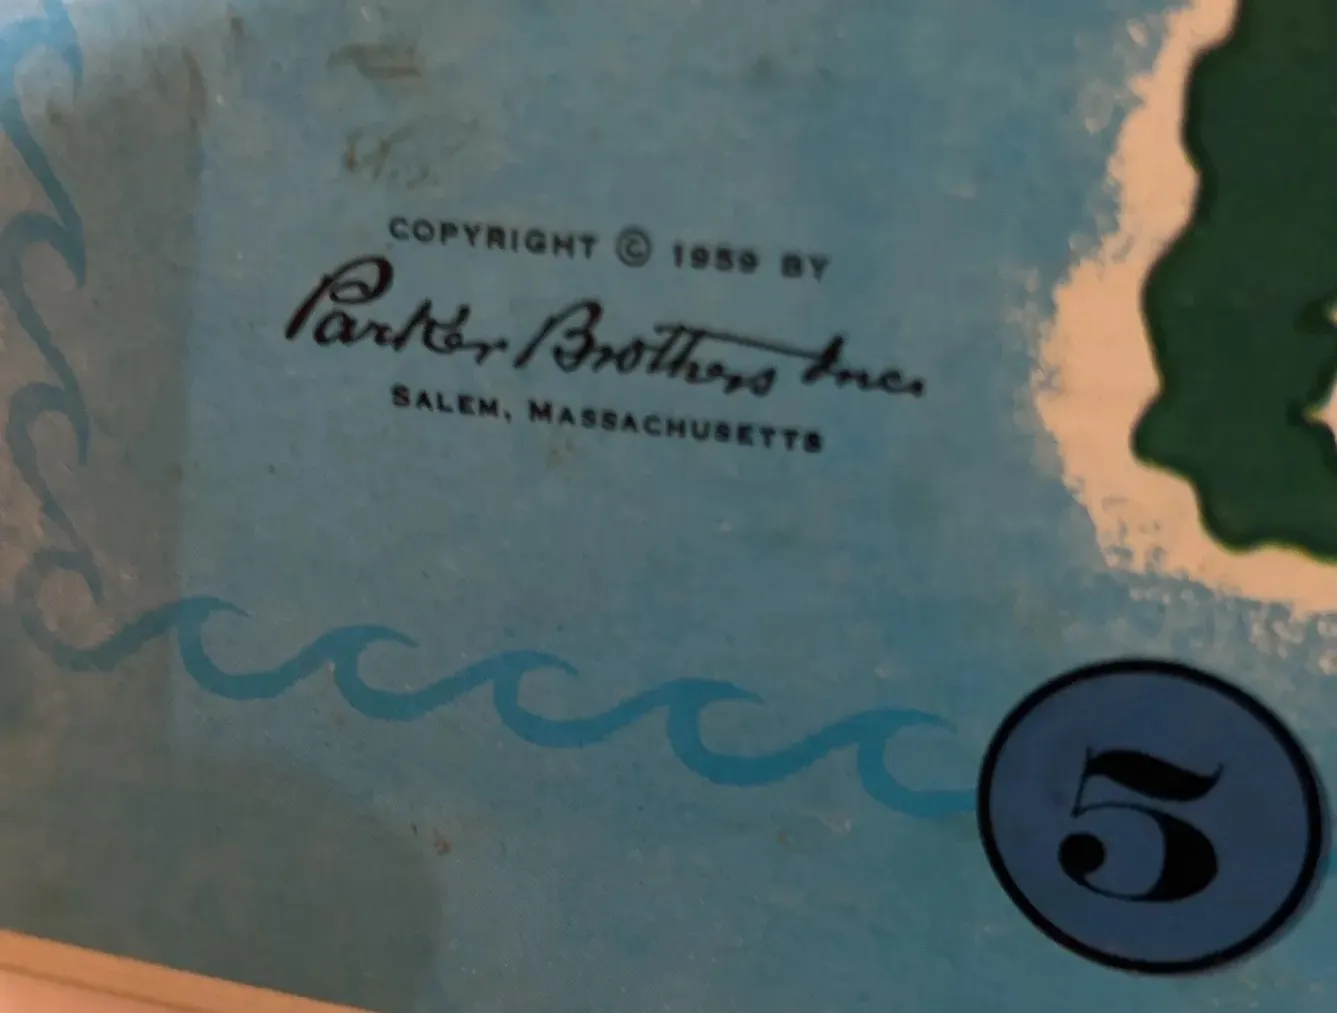 COPYRIGHT © 1959 BY
Parker Brothers Inc.
SALEM, MASSACHUSETTS
5